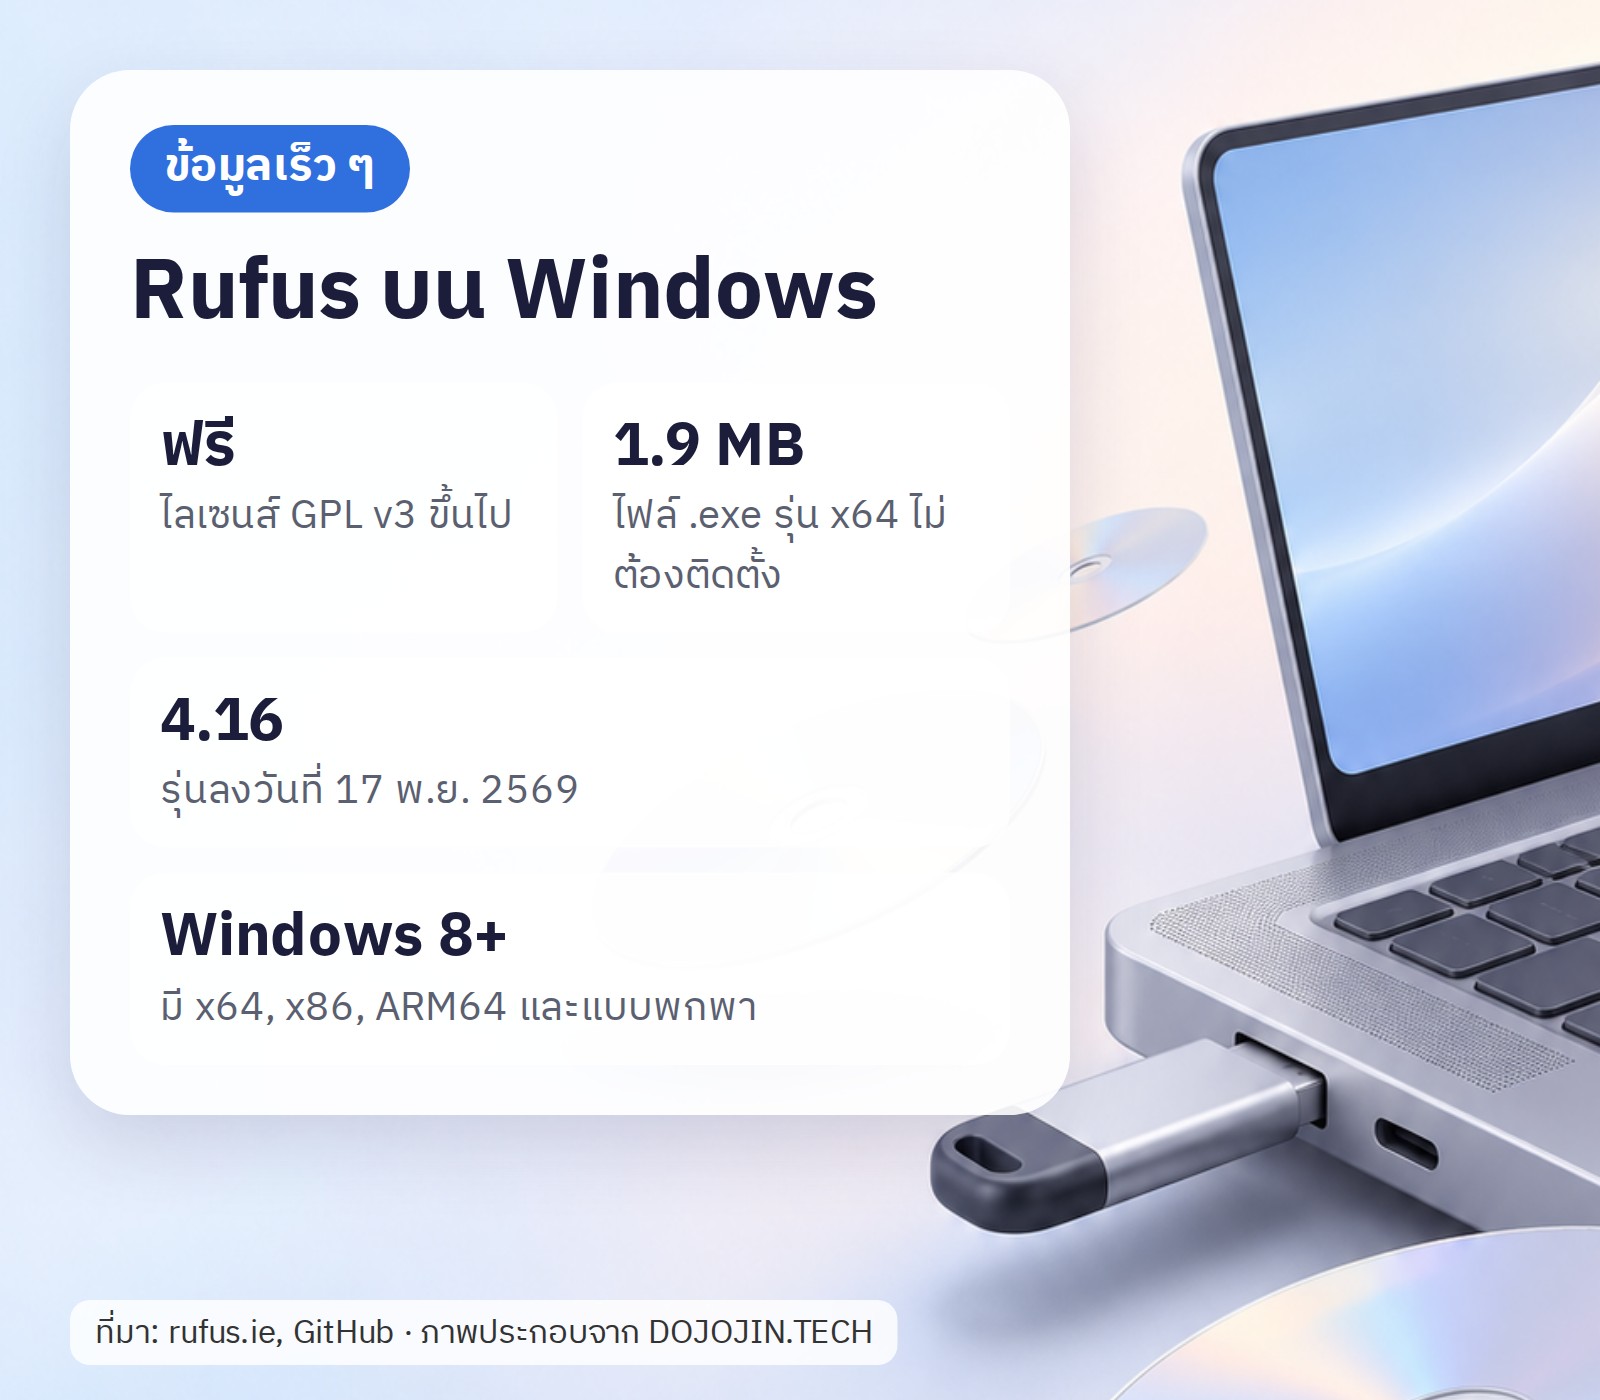 ข้อมูลเร็ว ๆ
Rufus บน Windows
ฟรี
ไลเซนส์ GPL v3 ขึ้นไป
1.9 MB
ไฟล์ .exe รุ่น x64 ไม่
ต้องติดตั้ง
4.16
รุ่นลงวันที่ 17 พ.ย. 2569
Windows 8+
มี x64, x86, ARM64 และแบบพกพา
ที่มา: rufus.ie, GitHub · ภาพประกอบจาก DOJOJIN.TECH